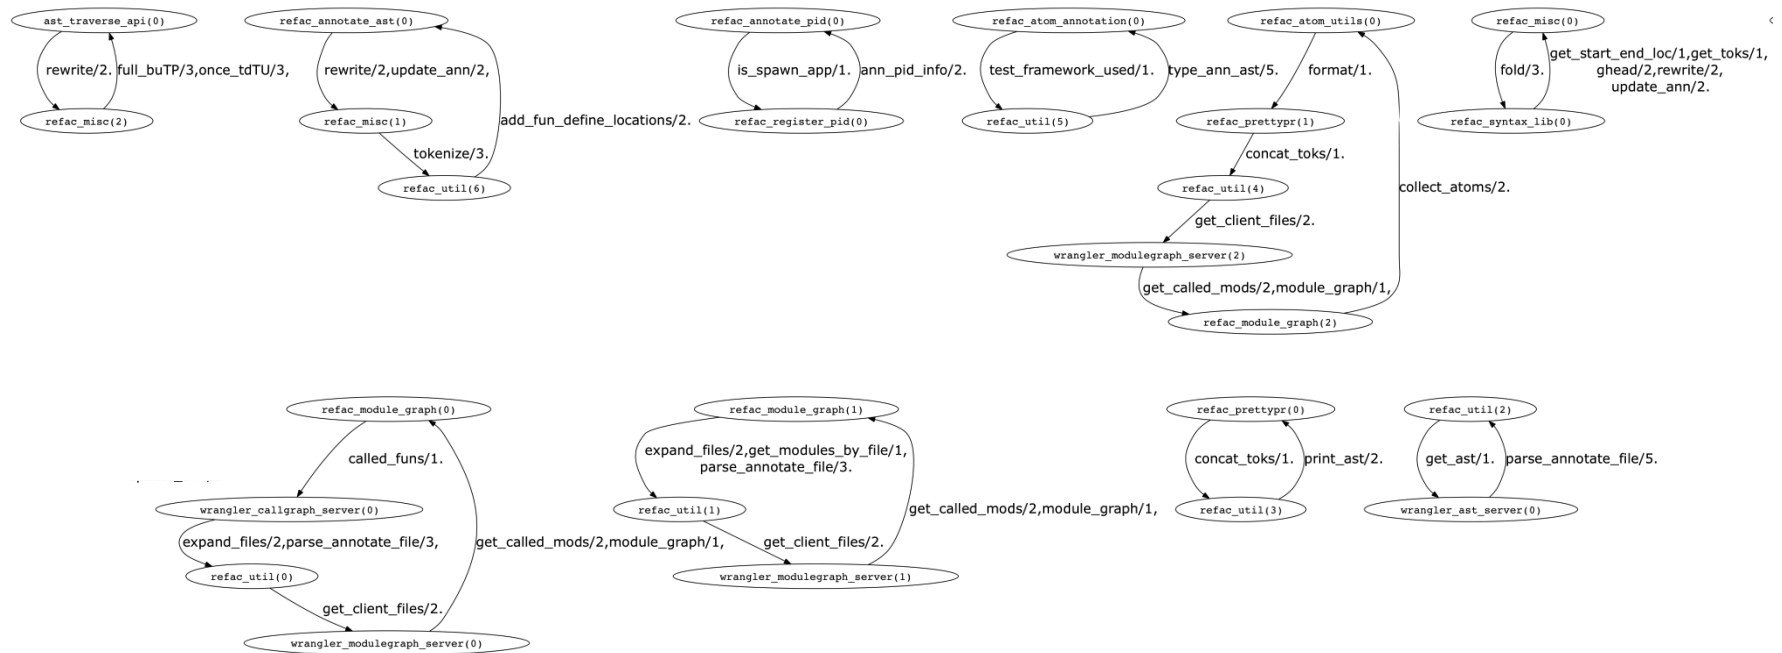 ast_traverse_api(0)
rewrite/2.
full_buTP/3,once_tdTU/3,
refac_misc(2)
refac_annotate_ast(0)
rewrite/2,update_ann/2,
refac_misc(1)
tokenize/3.
add_fun_define_locations/2.
refac_util(6)
refac_annotate_pid(0)
is_spawn_app/1.
ann_pid_info/2.
refac_register_pid(0)
refac_atom_annotation(0)
test_framework_used/1.
type_ann_ast/5.
refac_util(5)
refac_atom_utils(0)
format/1.
refac_prettypr(1)
concat_toks/1.
refac_util(4)
collect_atoms/2.
get_client_files/2.
wrangler_modulegraph_server(2)
get_called_mods/2,module_graph/1,
refac_module_graph(2)
refac_misc(0)
fold/3.
get_start_end_loc/1,get_toks/1,
ghead/2,rewrite/2,
update_ann/2.
refac_syntax_lib(0)
refac_module_graph(0)
called_funs/1.
wrangler_callgraph_server(0)
expand_files/2,parse_annotate_file/3,
get_called_mods/2,module_graph/1,
refac_util(0)
get_client_files/2.
wrangler_modulegraph_server(0)
refac_module_graph(1)
expand_files/2,get_modules_by_file/1,
parse_annotate_file/3.
refac_util(1)
get_called_mods/2,module_graph/1,
get_client_files/2.
wrangler_modulegraph_server(1)
refac_prettypr(0)
concat_toks/1.
print_ast/2.
refac_util(3)
refac_util(2)
get_ast/1.
parse_annotate_file/5.
wrangler_ast_server(0)